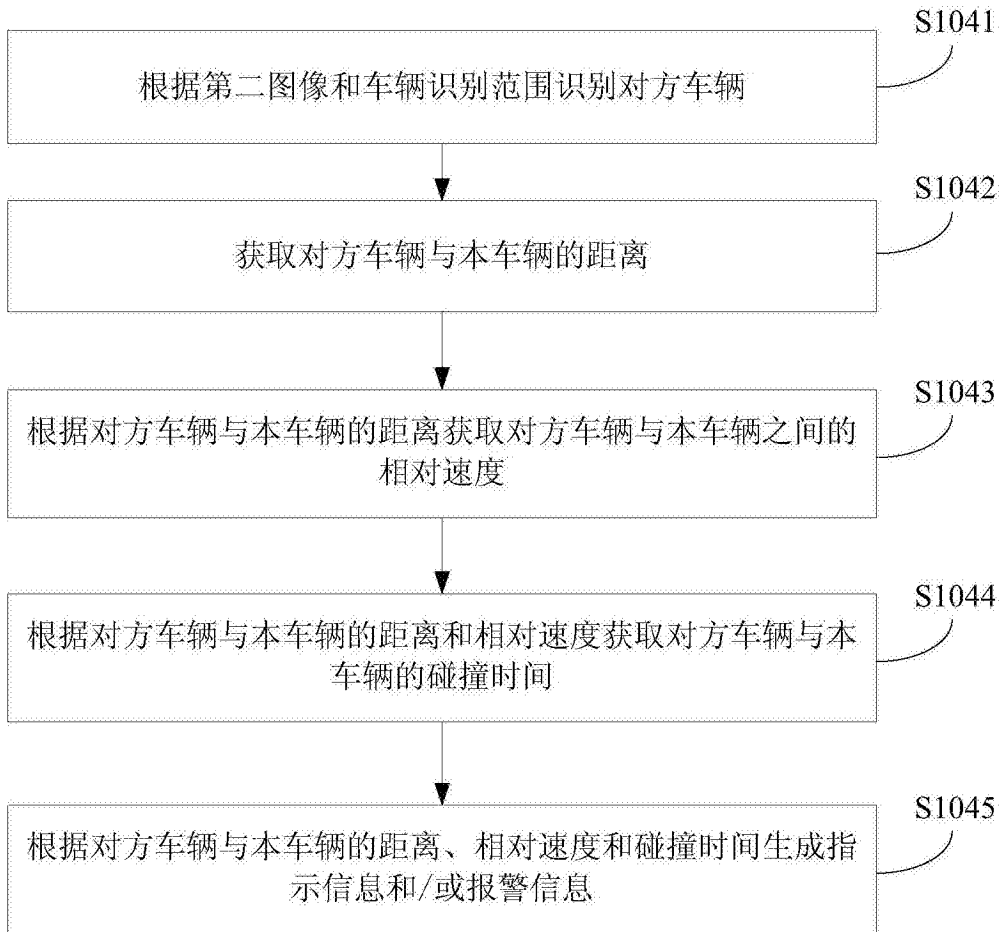 S1041
根据第二图像和车辆识别范围识别对方车辆
S1042
获取对方车辆与本车辆的距离
S1043
根据对方车辆与本车辆的距离获取对方车辆与本车辆之间的
相对速度
S1044
根据对方车辆与本车辆的距离和相对速度获取对方车辆与本
车辆的碰撞时间
S1045
根据对方车辆与本车辆的距离、相对速度和碰撞时间生成指
示信息和/或报警信息